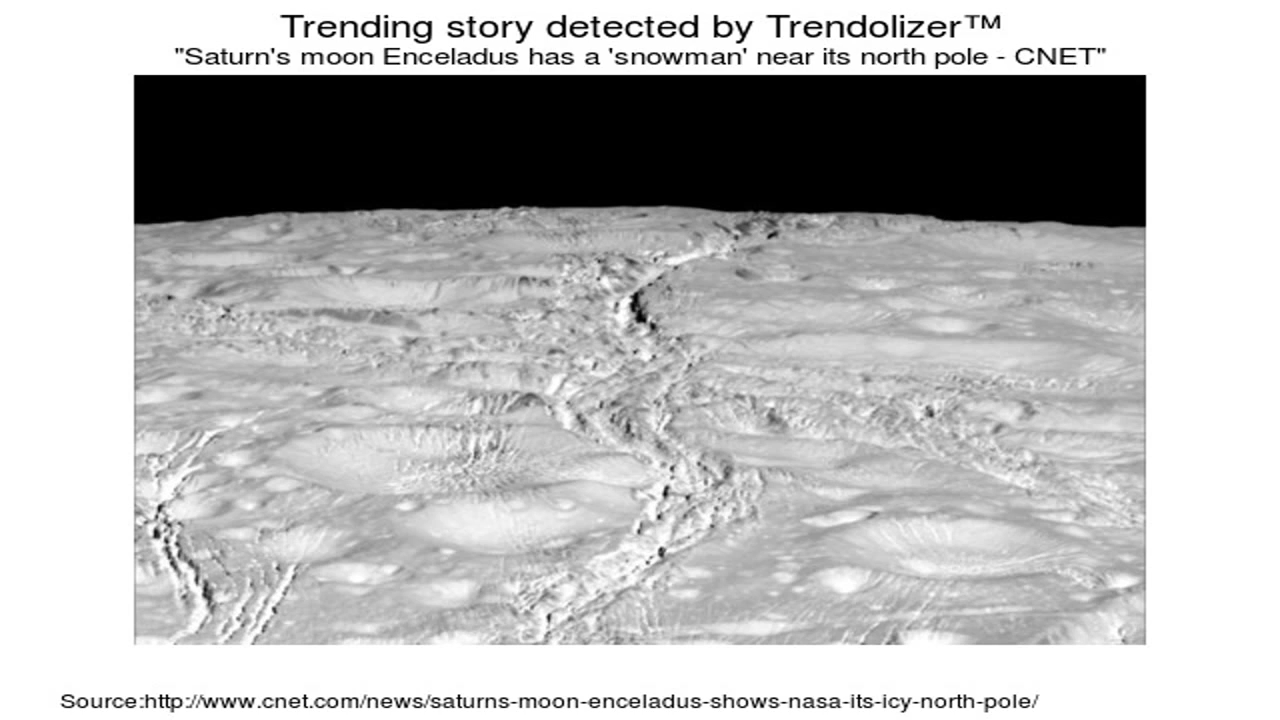 Trending story detected by Trendolizer™
"Saturn's moon Enceladus has a 'snowman' near its north pole - CNET"
Source:http://www.cnet.com/news/saturns-moon-enceladus-shows-nasa-its-icy-north-pole/